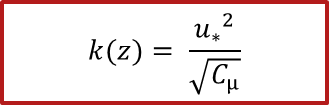 k(z) = u*² / √Cμ